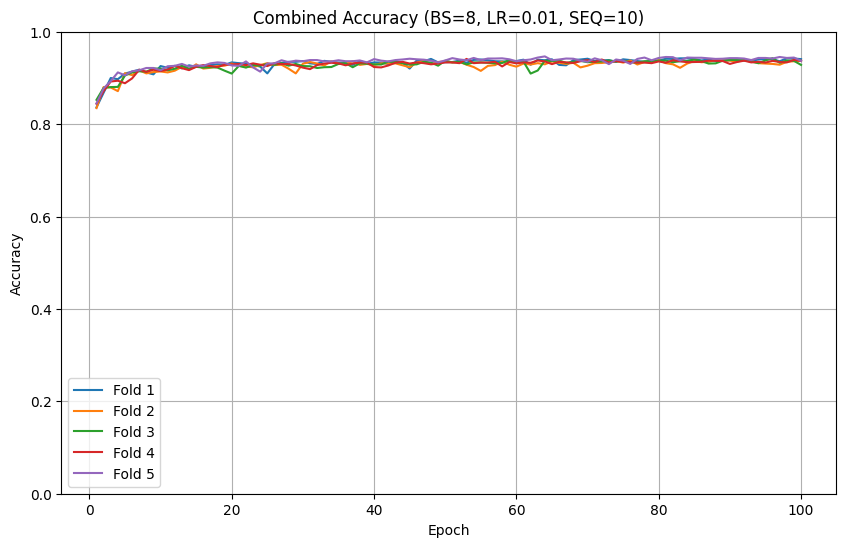 Combined Accuracy (BS=8, LR=0.01, SEQ=10)
1.0
0.8
0.6
0.4
0.2
0.0
Accuracy
Fold 1
Fold 2
Fold 3
Fold 4
Fold 5
0 20 40 60 80 100
Epoch